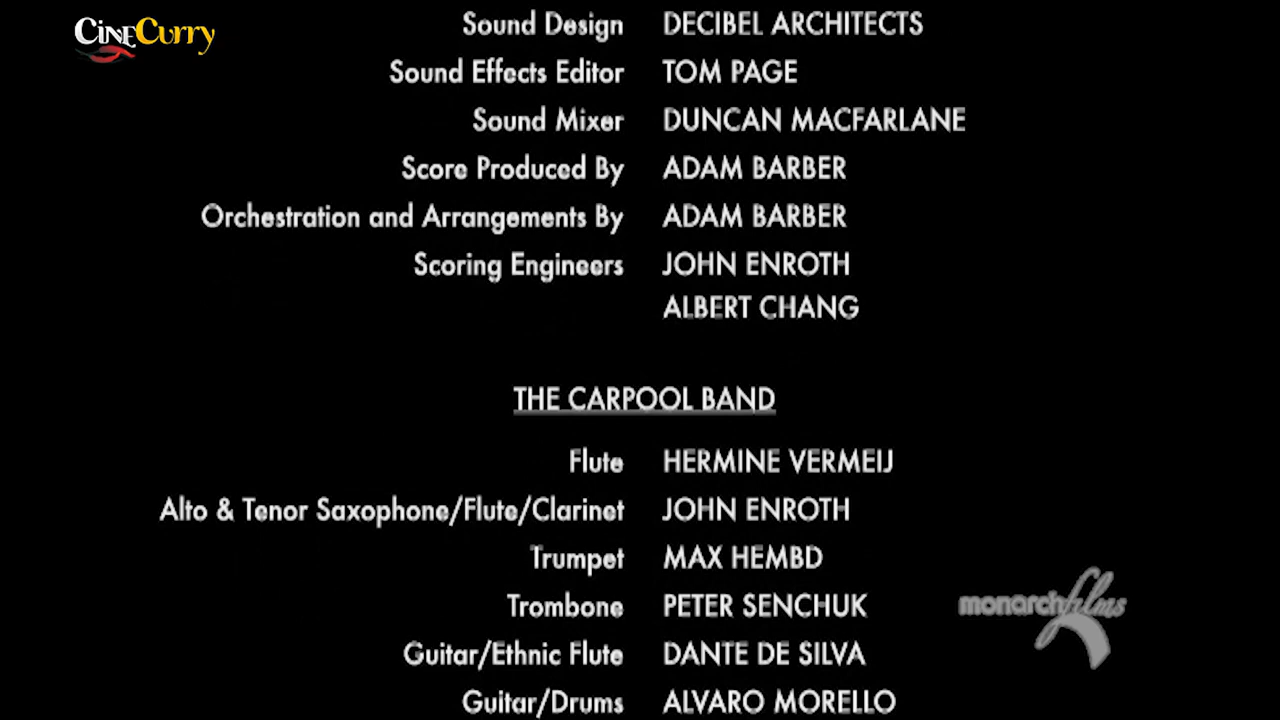 CINECurry
Sound Design DECIBEL ARCHITECTS
Sound Effects Editor TOM PAGE
Sound Mixer DUNCAN MACFARLANE
Score Produced By ADAM BARBER
Orchestration and Arrangements By ADAM BARBER
Scoring Engineers JOHN ENROTH
ALBERT CHANG
THE CARPOOL BAND
Flute HERMINE VERMEIJ
Alto & Tenor Saxophone/Flute/Clarinet JOHN ENROTH
Trumpet MAX HEMBD
Trombone PETER SENCHUK
monarchfilms
Guitar/Ethnic Flute DANTE DE SILVA
Guitar/Drums ALVARO MORELLO